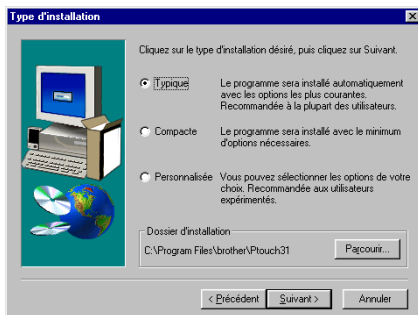 Type d'installation
Cliquez sur le type d'installation désiré, puis cliquez sur Suivant.
Typique
Le programme sera installé automatiquement
avec les options les plus courantes.
Recommandée à la plupart des utilisateurs.
Compacte
Le programme sera installé avec le minimum
d'options nécessaires.
Personnalisée
Vous pouvez sélectionner les options de votre
choix. Recommandée aux utilisateurs
expérimentés.
Dossier d'installation
C:\Program Files\brother\Ptouch31
Parcourir...
< Précédent
Suivant >
Annuler